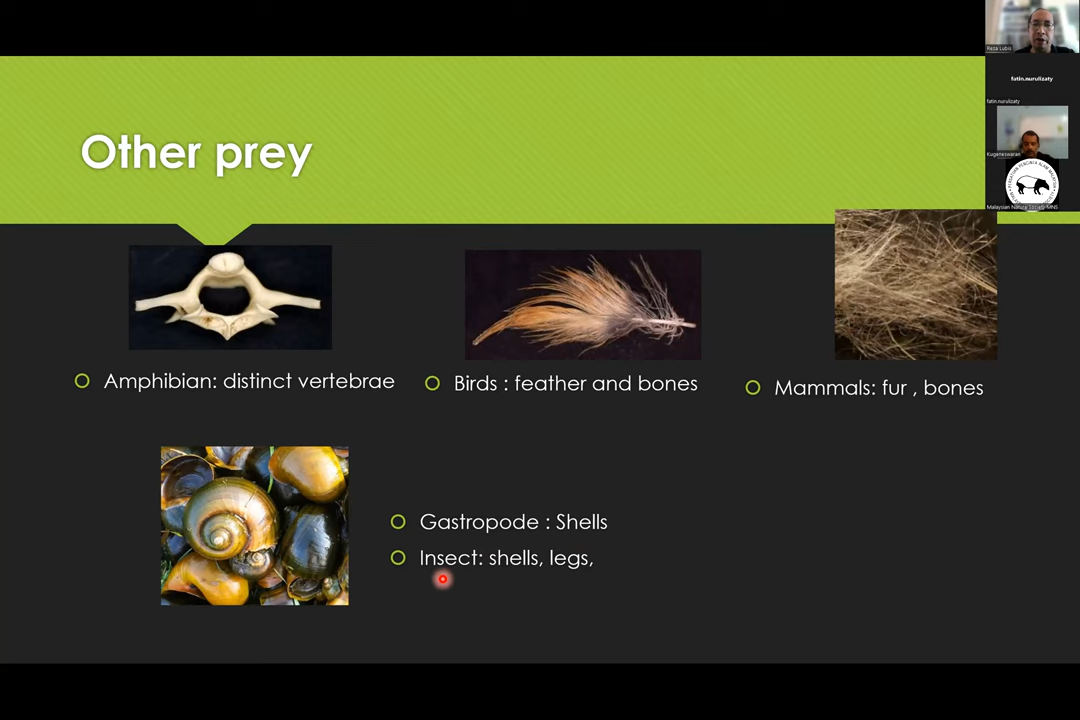 Other prey
Amphibian: distinct vertebrae
Birds : feather and bones
Mammals: fur , bones
Gastropode : Shells
Insect: shells, legs,
Raza Lubis
fatin.nurulizaty
fatin.nurulizaty
Kugeneswaran
Malaysian Nature Society-MNS